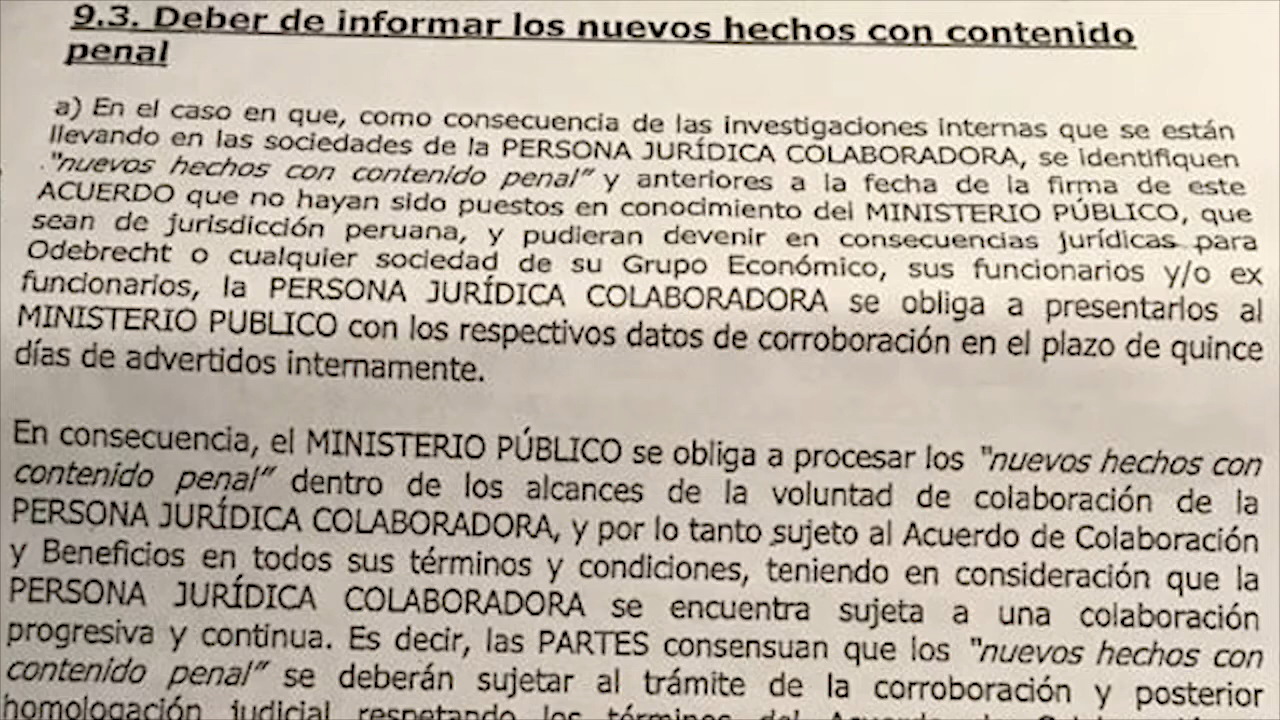 9.3. Deber de informar los nuevos hechos con contenido
penal
a) En el caso en que, como consecuencia de las investigaciones internas que se están
llevando en las sociedades de la PERSONA JURÍDICA COLABORADORA, se identifiquen
"nuevos hechos con contenido penal" y anteriores a la fecha de la firma de este
ACUERDO que no hayan sido puestos en conocimiento del MINISTERIO PÚBLICO, que
sean de jurisdicción peruana, y pudieran devenir en consecuencias jurídicas para
Odebrecht o cualquier sociedad de su Grupo Económico, sus funcionarios y/o ex
funcionarios, la PERSONA JURÍDICA COLABORADORA se obliga a presentarlos al
MINISTERIO PUBLICO con los respectivos datos de corroboración en el plazo de quince
días de advertidos internamente.
En consecuencia, el MINISTERIO PÚBLICO se obliga a procesar los "nuevos hechos con
contenido penal" dentro de los alcances de la voluntad de colaboración de la
PERSONA JURÍDICA COLABORADORA, y por lo tanto sujeto al Acuerdo de Colaboración
y Beneficios en todos sus términos y condiciones, teniendo en consideración que la
PERSONA JURÍDICA COLABORADORA se encuentra sujeta a una colaboración
progresiva y continua. Es decir, las PARTES consensuan que los "nuevos hechos con
contenido penal" se deberán sujetar al trámite de la corroboración y posterior
homologación judicial respetando los términos del Acuerdo de